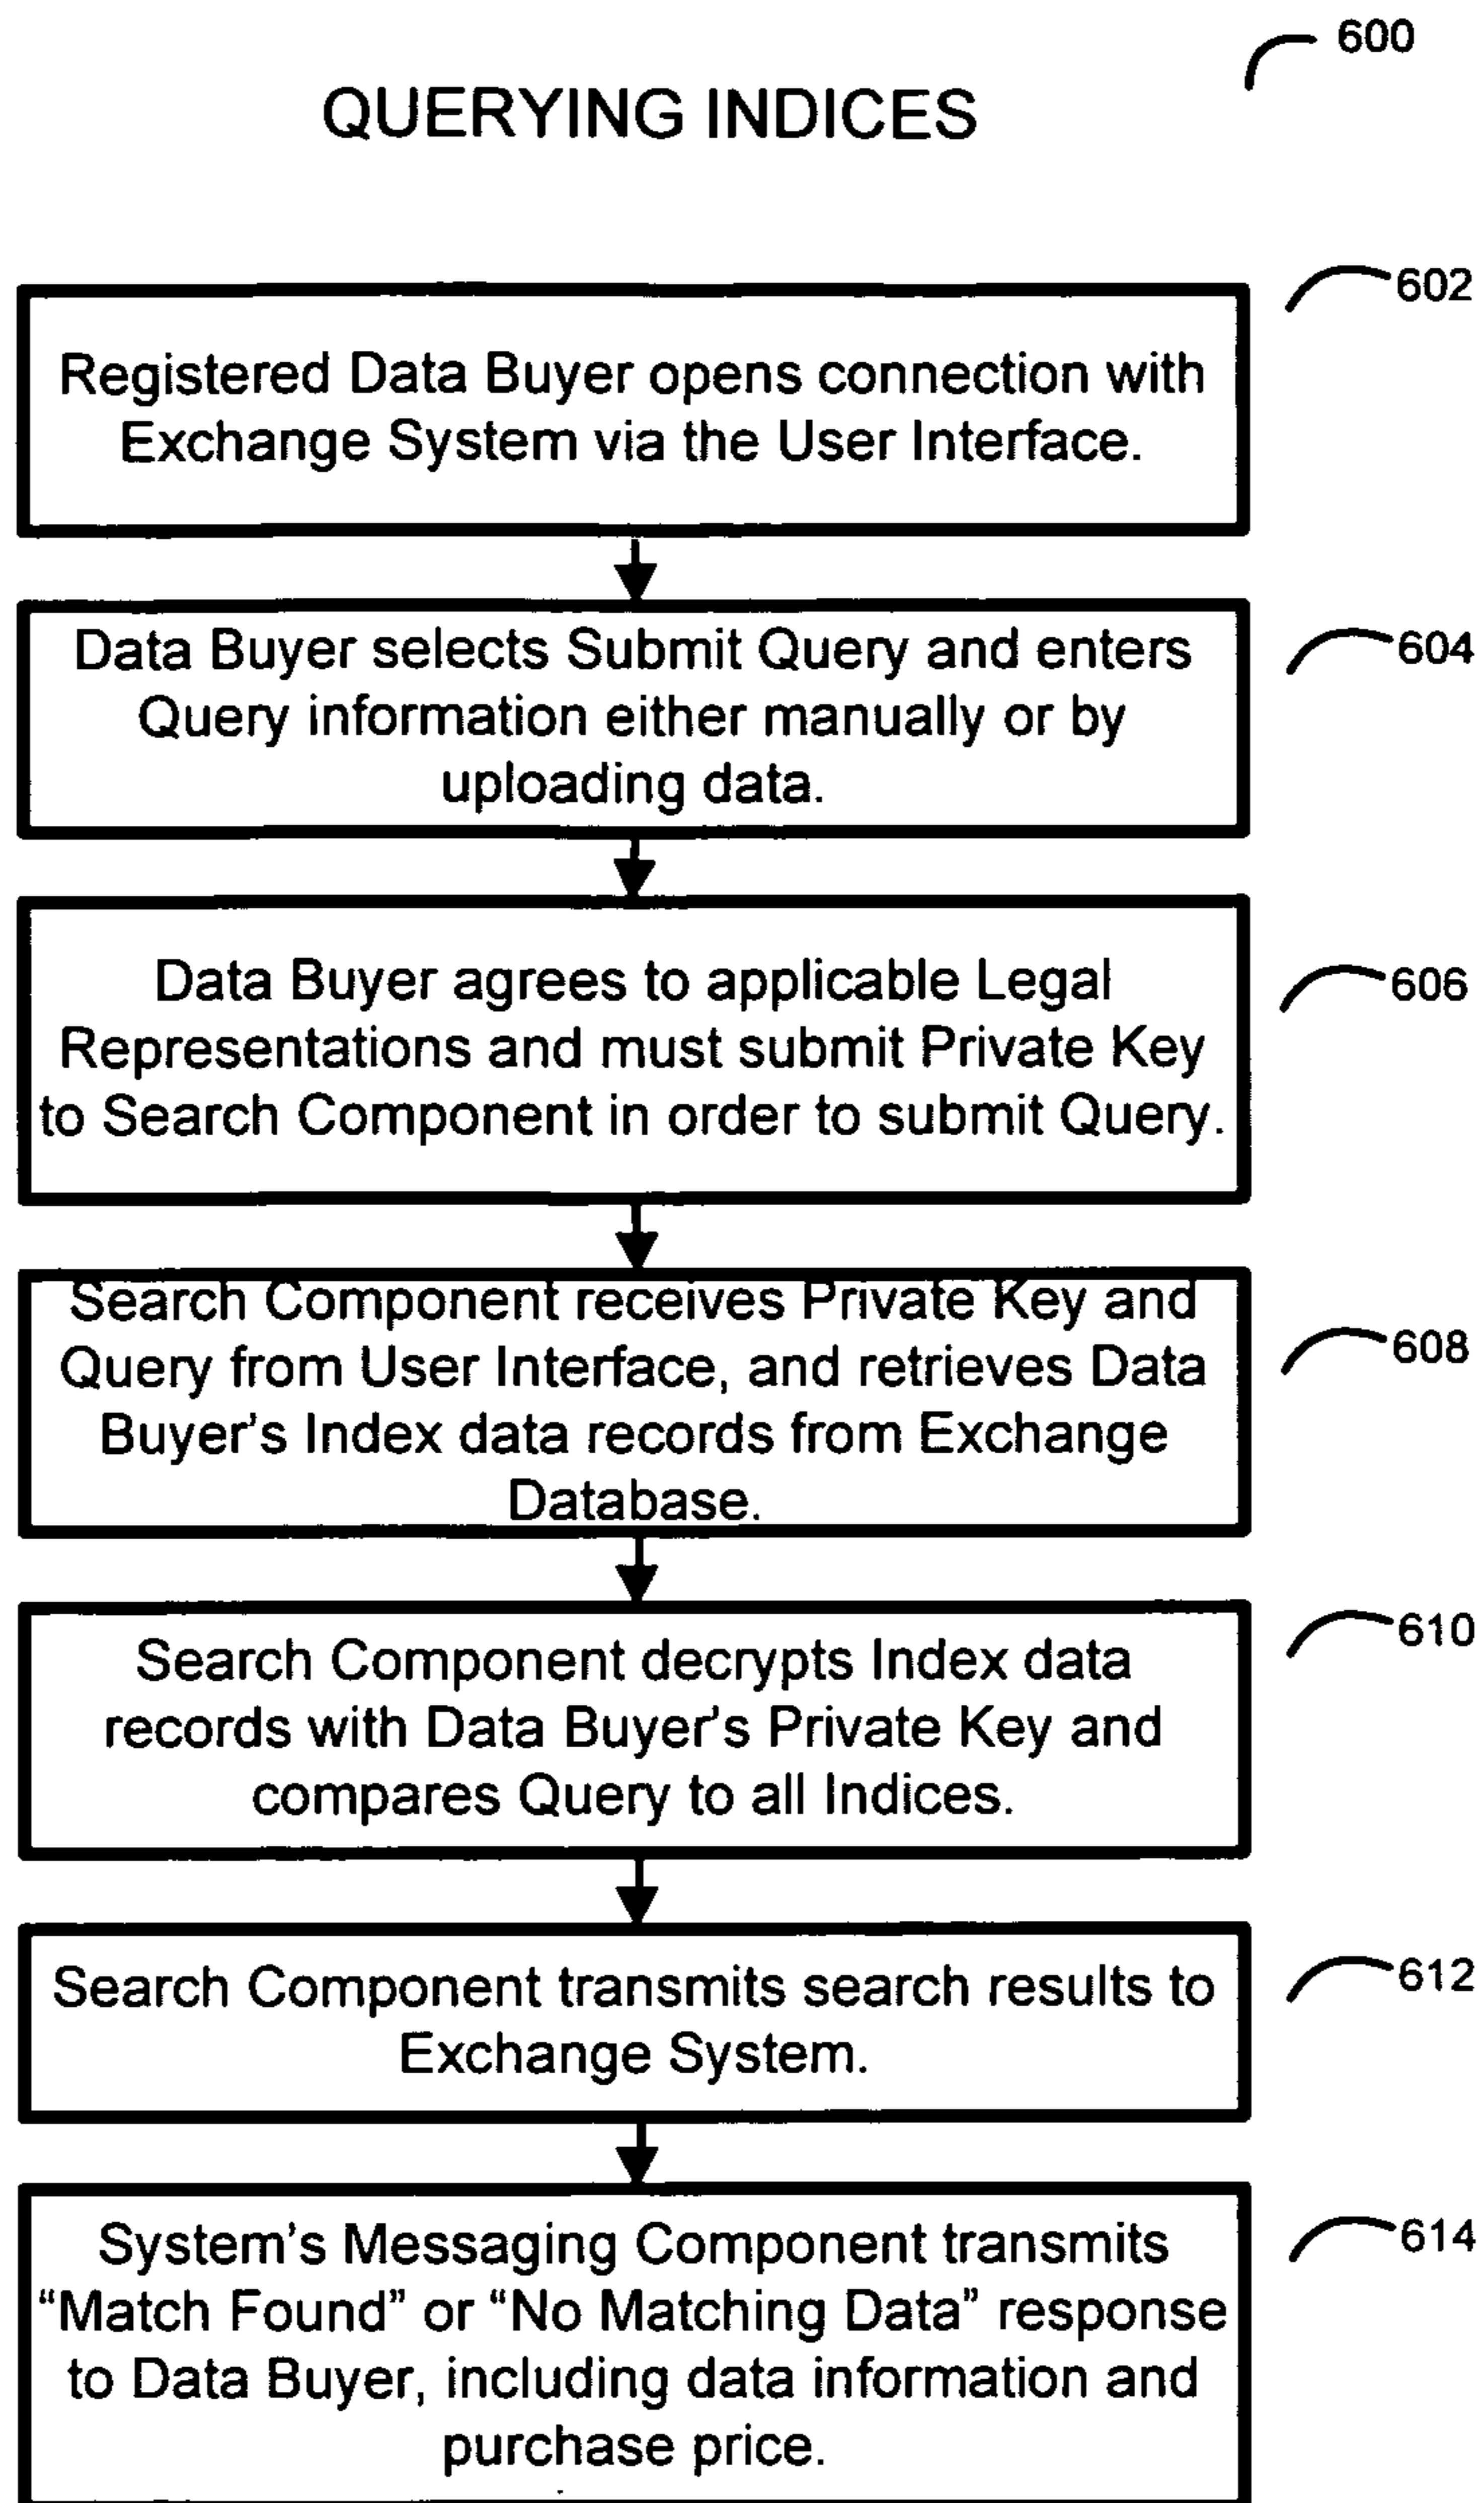 600
QUERYING INDICES
602
Registered Data Buyer opens connection with
Exchange System via the User Interface.
604
Data Buyer selects Submit Query and enters
Query information either manually or by
uploading data.
606
Data Buyer agrees to applicable Legal
Representations and must submit Private Key
to Search Component in order to submit Query.
608
Search Component receives Private Key and
Query from User Interface, and retrieves Data
Buyer's Index data records from Exchange
Database.
610
Search Component decrypts Index data
records with Data Buyer's Private Key and
compares Query to all Indices.
612
Search Component transmits search results to
Exchange System.
614
System's Messaging Component transmits
“Match Found” or “No Matching Data” response
to Data Buyer, including data information and
purchase price.